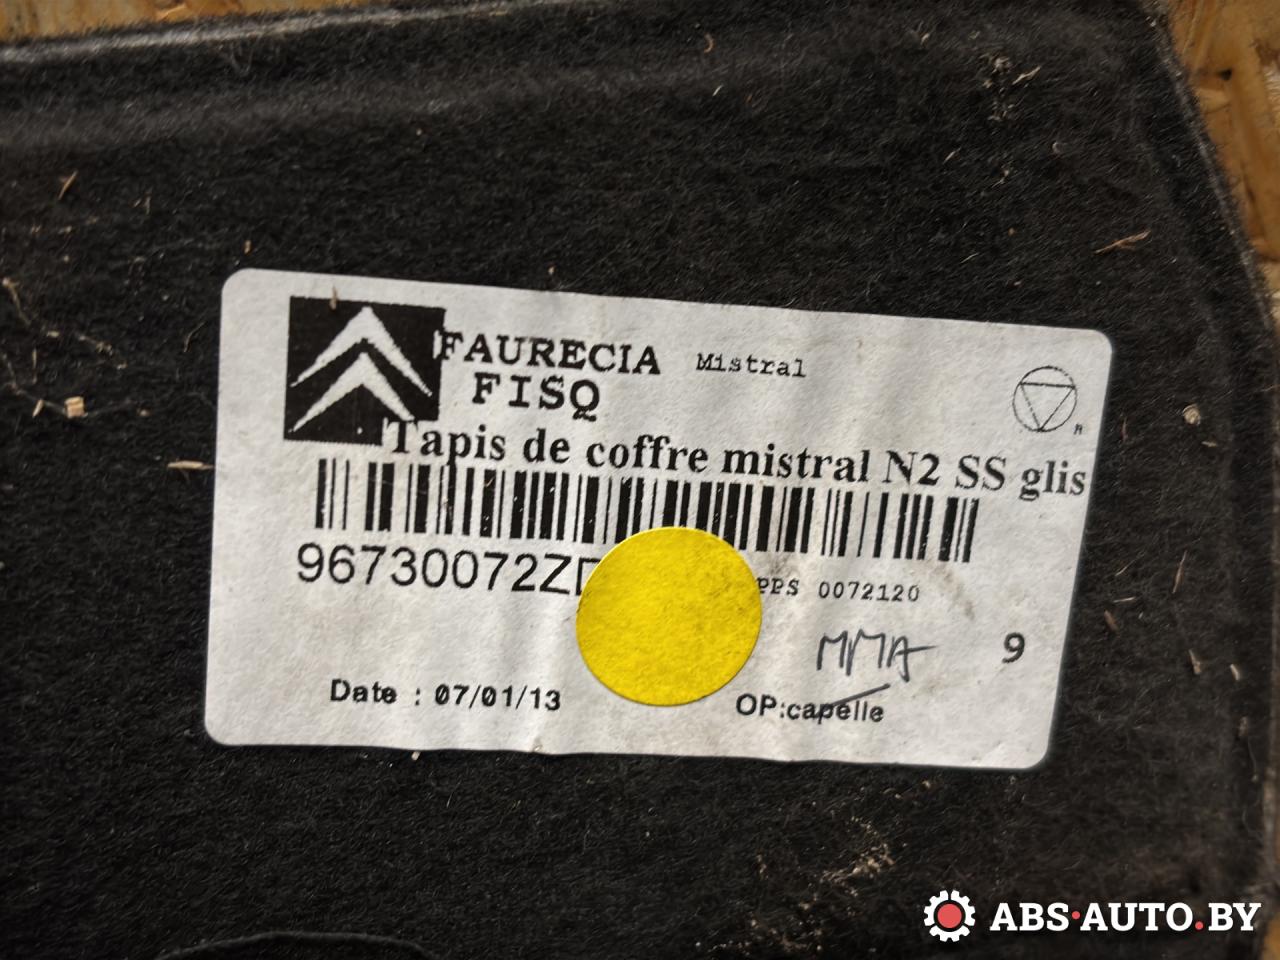 FAURECIA Mistral
FISQ
Tapis de coffre mistral N2 SS glis
PPS 0072120
MMA 9
Date : 07/01/13
OP:capelle
ABS·AUTO.BY